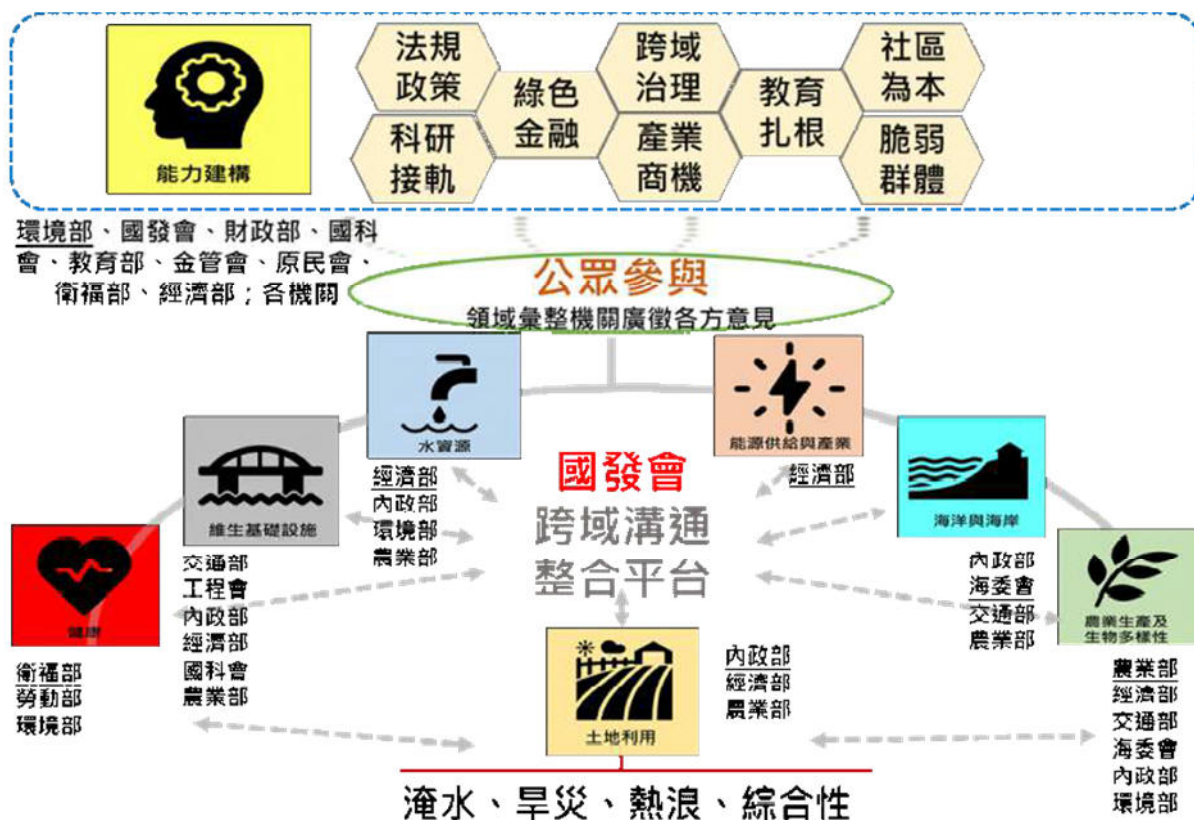 能力建構
法規
政策
科研
接軌
綠色
金融
跨域
治理
產業
商機
教育
扎根
社區
為本
脆弱
群體
環境部、國發會、財政部、國科
會、教育部、金管會、原民會、
衛福部、經濟部；各機關
公眾參與
領域彙整機關廣徵各方意見
水資源
經濟部
內政部
環境部
農業部
能源供給與產業
經濟部
維生基礎設施
交通部
工程會
內政部
經濟部
國科會
農業部
國發會
跨域溝通
整合平台
海洋與海岸
內政部
海委會
交通部
農業部
健康
衛福部
勞動部
環境部
土地利用
內政部
經濟部
農業部
農業生產及
生物多樣性
農業部
經濟部
交通部
海委會
內政部
環境部
淹水、旱災、熱浪、綜合性